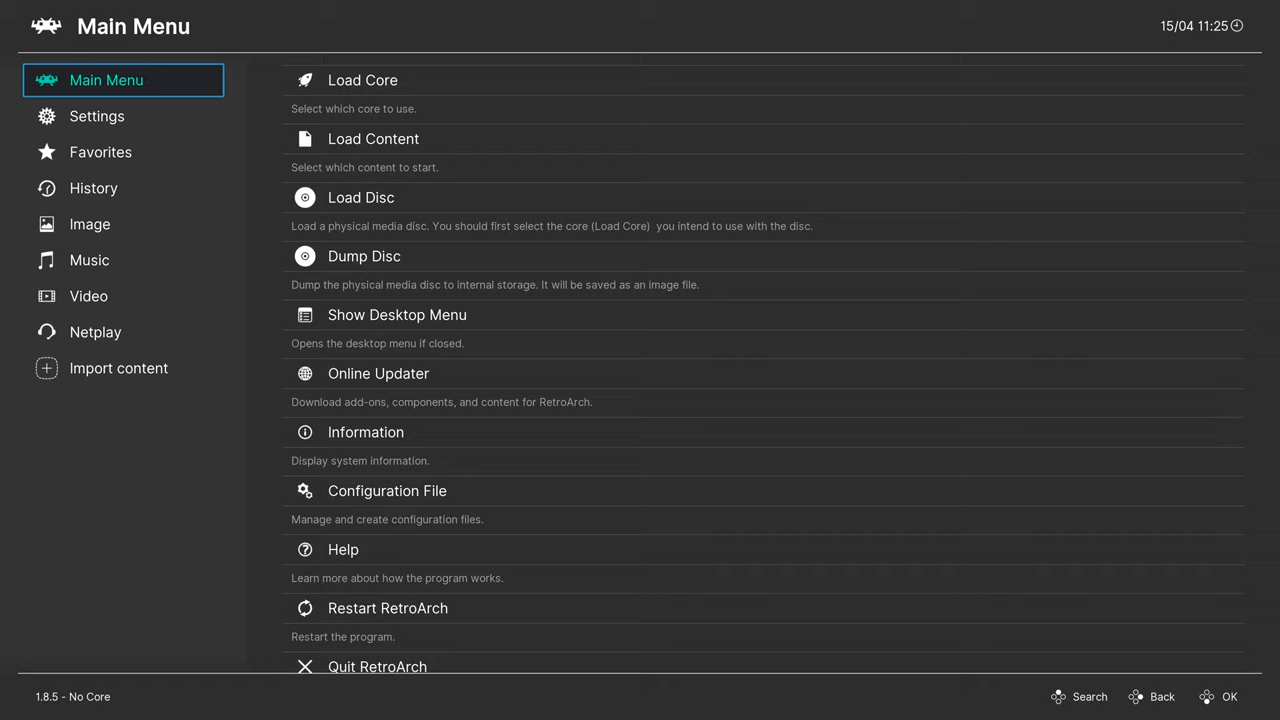 Main Menu
15/04 11:25
Main Menu
Settings
Favorites
History
Image
Music
Video
Netplay
Import content
Load Core
Select which core to use.
Load Content
Select which content to start.
Load Disc
Load a physical media disc. You should first select the core (Load Core)  you intend to use with the disc.
Dump Disc
Dump the physical media disc to internal storage. It will be saved as an image file.
Show Desktop Menu
Opens the desktop menu if closed.
Online Updater
Download add-ons, components, and content for RetroArch.
Information
Display system information.
Configuration File
Manage and create configuration files.
Help
Learn more about how the program works.
Restart RetroArch
Restart the program.
Quit RetroArch
1.8.5 - No Core
Search
Back
OK